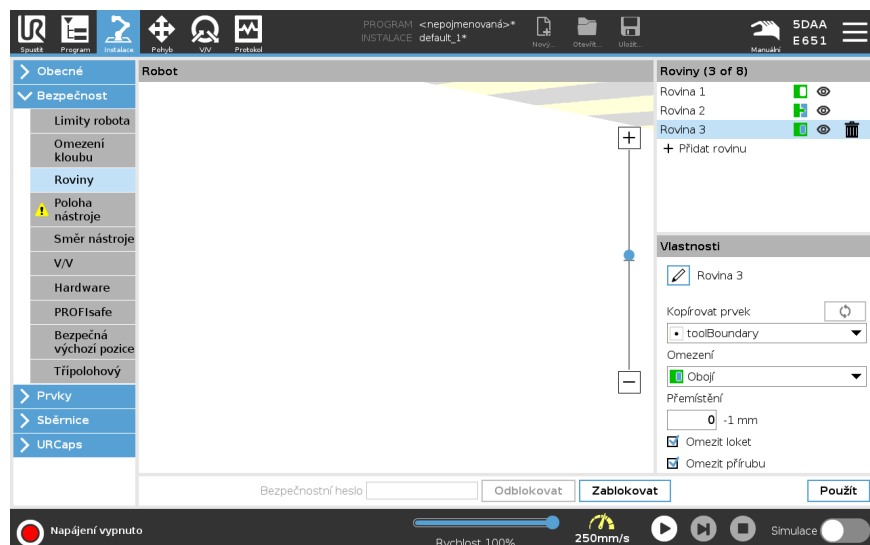 PROGRAM <nepojmenovaná>*
INSTALACE default_1*
Spustit
Program
Instalace
Pohyb
V/V
Protokol
Nový...
Otevřít...
Uložit...
Manuální
5DAA
E651
Obecné
Bezpečnost
Limity robota
Omezení
kloubu
Roviny
Poloha
nástroje
Směr nástroje
V/V
Hardware
PROFIsafe
Bezpečná
výchozí pozice
Třípolohový
Prvky
Sběrnice
URCaps
Robot
Roviny (3 of 8)
Rovina 1
Rovina 2
Rovina 3
Přidat rovinu
Vlastnosti
Rovina 3
Kopírovat prvek
toolBoundary
Omezení
Obojí
Přemístění
0 -1 mm
Omezit loket
Omezit přírubu
Bezpečnostní heslo
Odblokovat
Zablokovat
Použít
Napájení vypnuto
Rychlost 100%
250mm/s
Simulace